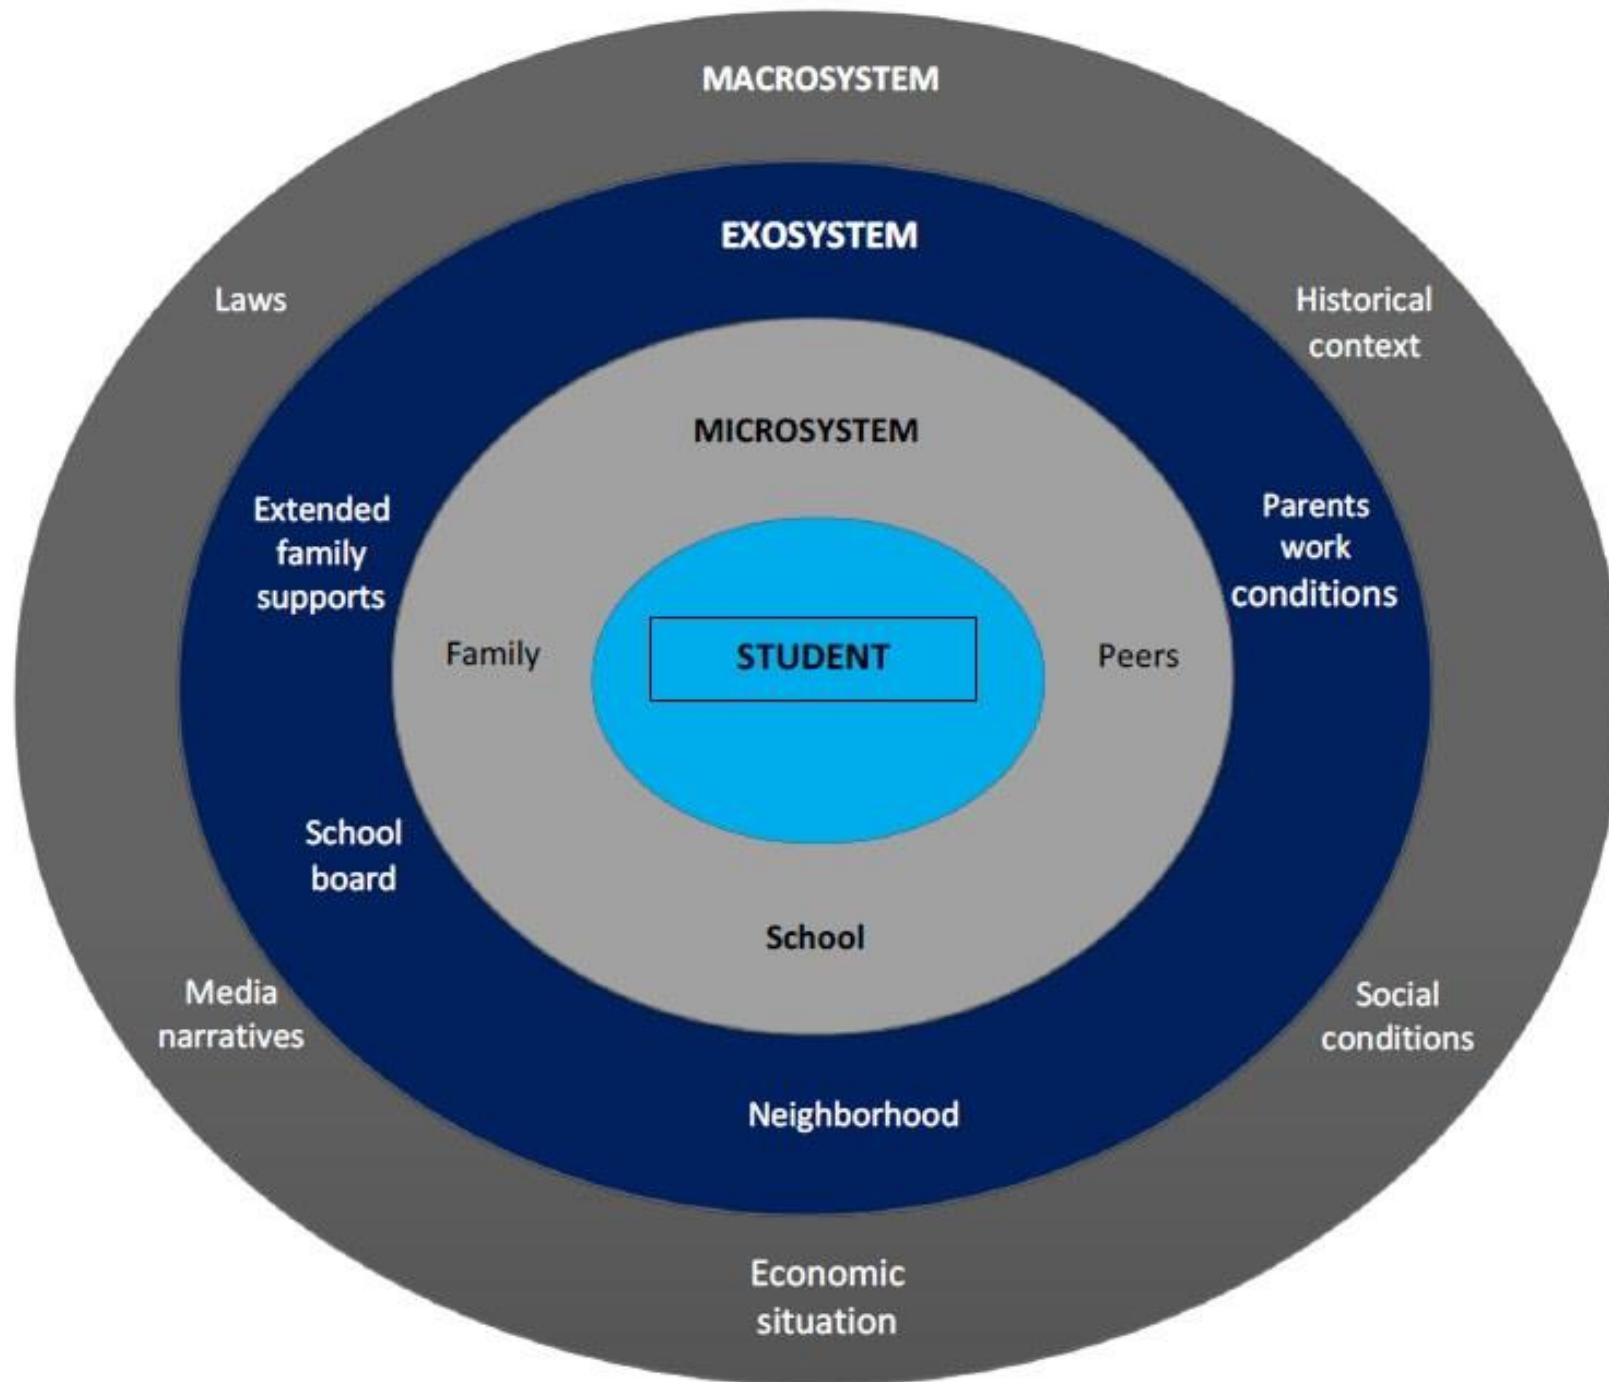 MACROSYSTEM
EXOSYSTEM
Laws
Historical
context
MICROSYSTEM
Extended
family
supports
Parents
work
conditions
Family
STUDENT
Peers
School
board
School
Media
narratives
Social
conditions
Neighborhood
Economic
situation